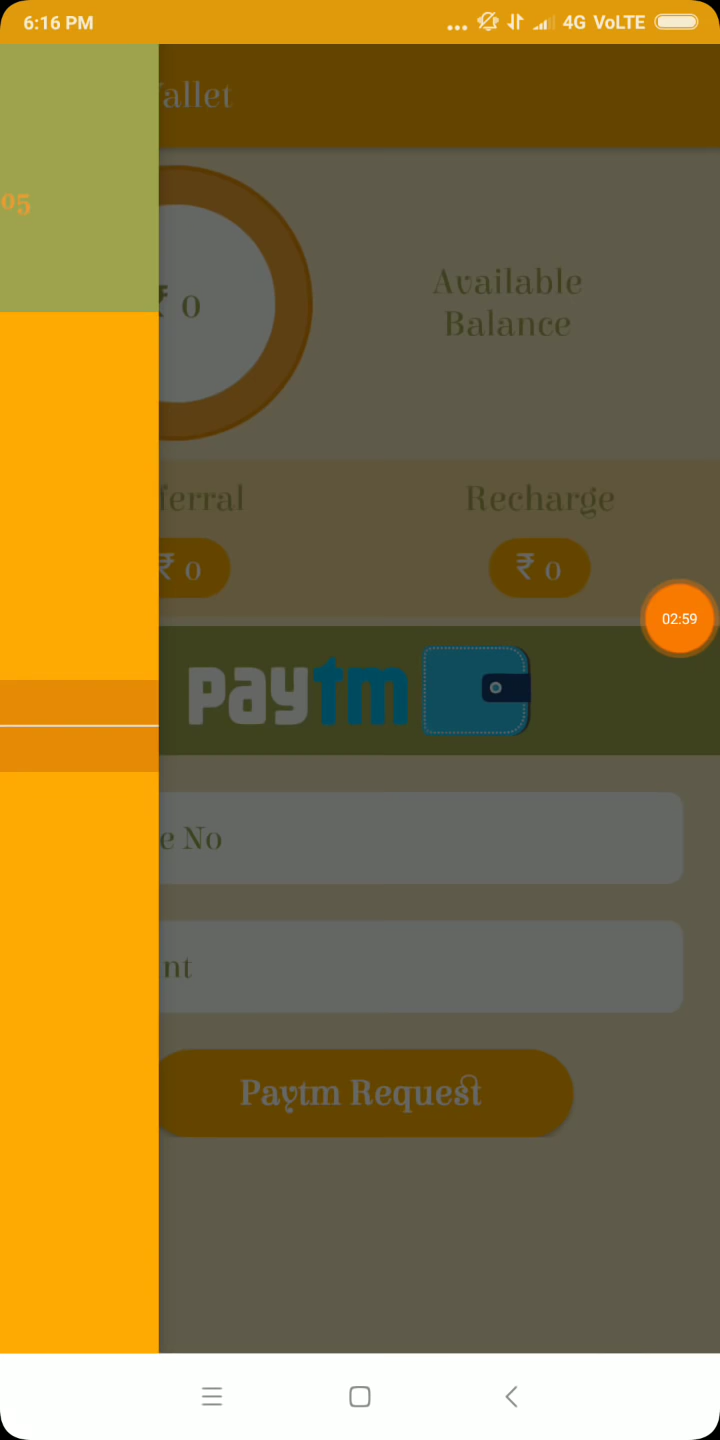 6:16 PM
4G VoLTE
allet
05
₹ 0
Available
Balance
ferral
Recharge
₹ 0
₹ 0
02:59
paytm
e No
nt
Paytm Request